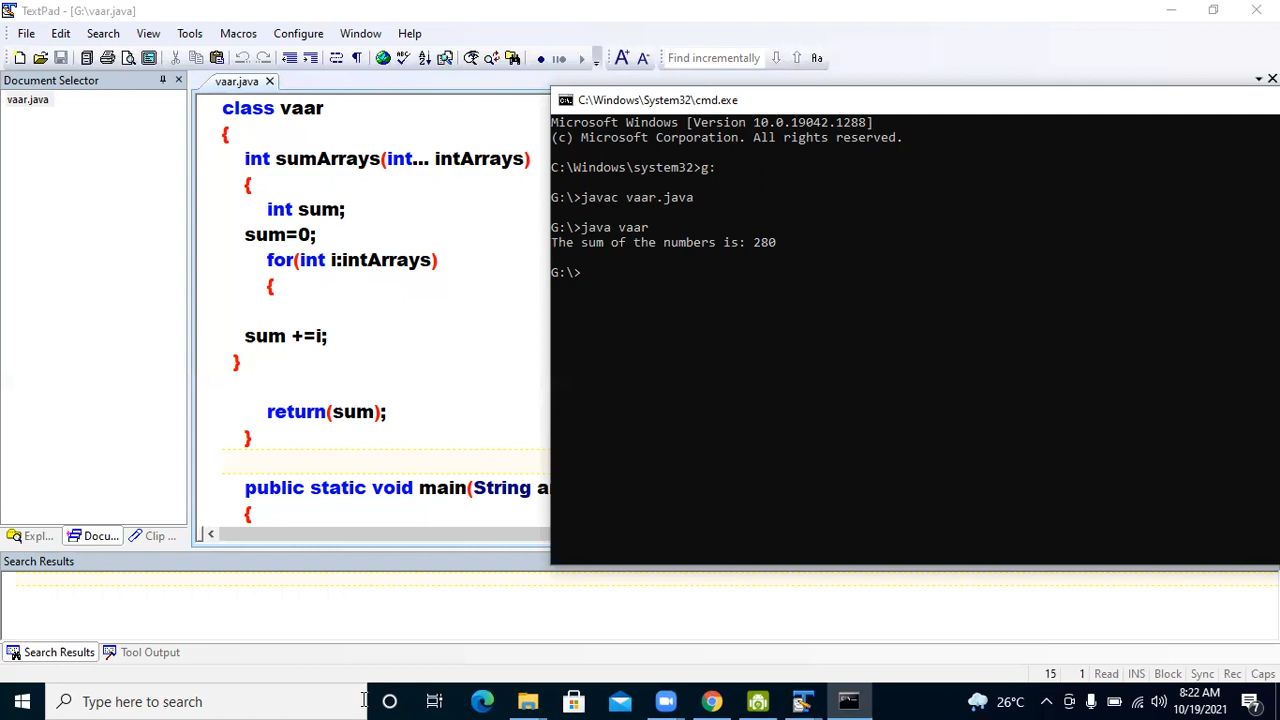 TextPad - [G:\vaar.java]
File Edit Search View Tools Macros Configure Window Help
Find incrementally Aa
Document Selector
vaar.java
vaar.java
class vaar
{
int sumArrays(int... intArrays)
{
int sum;
sum=0;
for(int i:intArrays)
{
sum +=i;
}
return(sum);
}
public static void main(String a
{
C:\Windows\System32\cmd.exe
Microsoft Windows [Version 10.0.19042.1288]
(c) Microsoft Corporation. All rights reserved.
C:\Windows\system32>g:
G:\>javac vaar.java
G:\>java vaar
The sum of the numbers is: 280
G:\>
Expl... Docu... Clip ...
Search Results
Search Results Tool Output
15 1 Read INS Block Sync Rec Caps
Type here to search
26°C
8:22 AM
10/19/2021
7